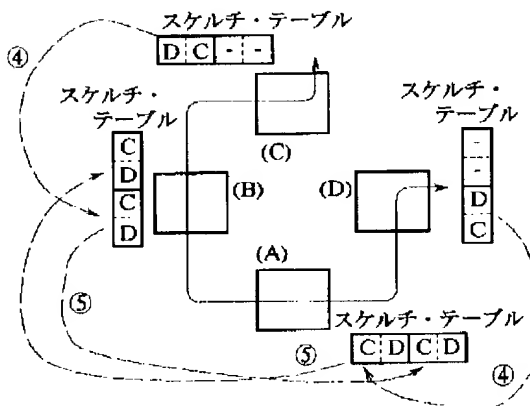 スケルチ・テーブル
D C - -
④
スケルチ・
テーブル
C
D
C
D
(C)
(B)
スケルチ・
テーブル
-
-
D
C
(D)
(A)
⑤
スケルチ・テーブル
⑤
C D C D
④